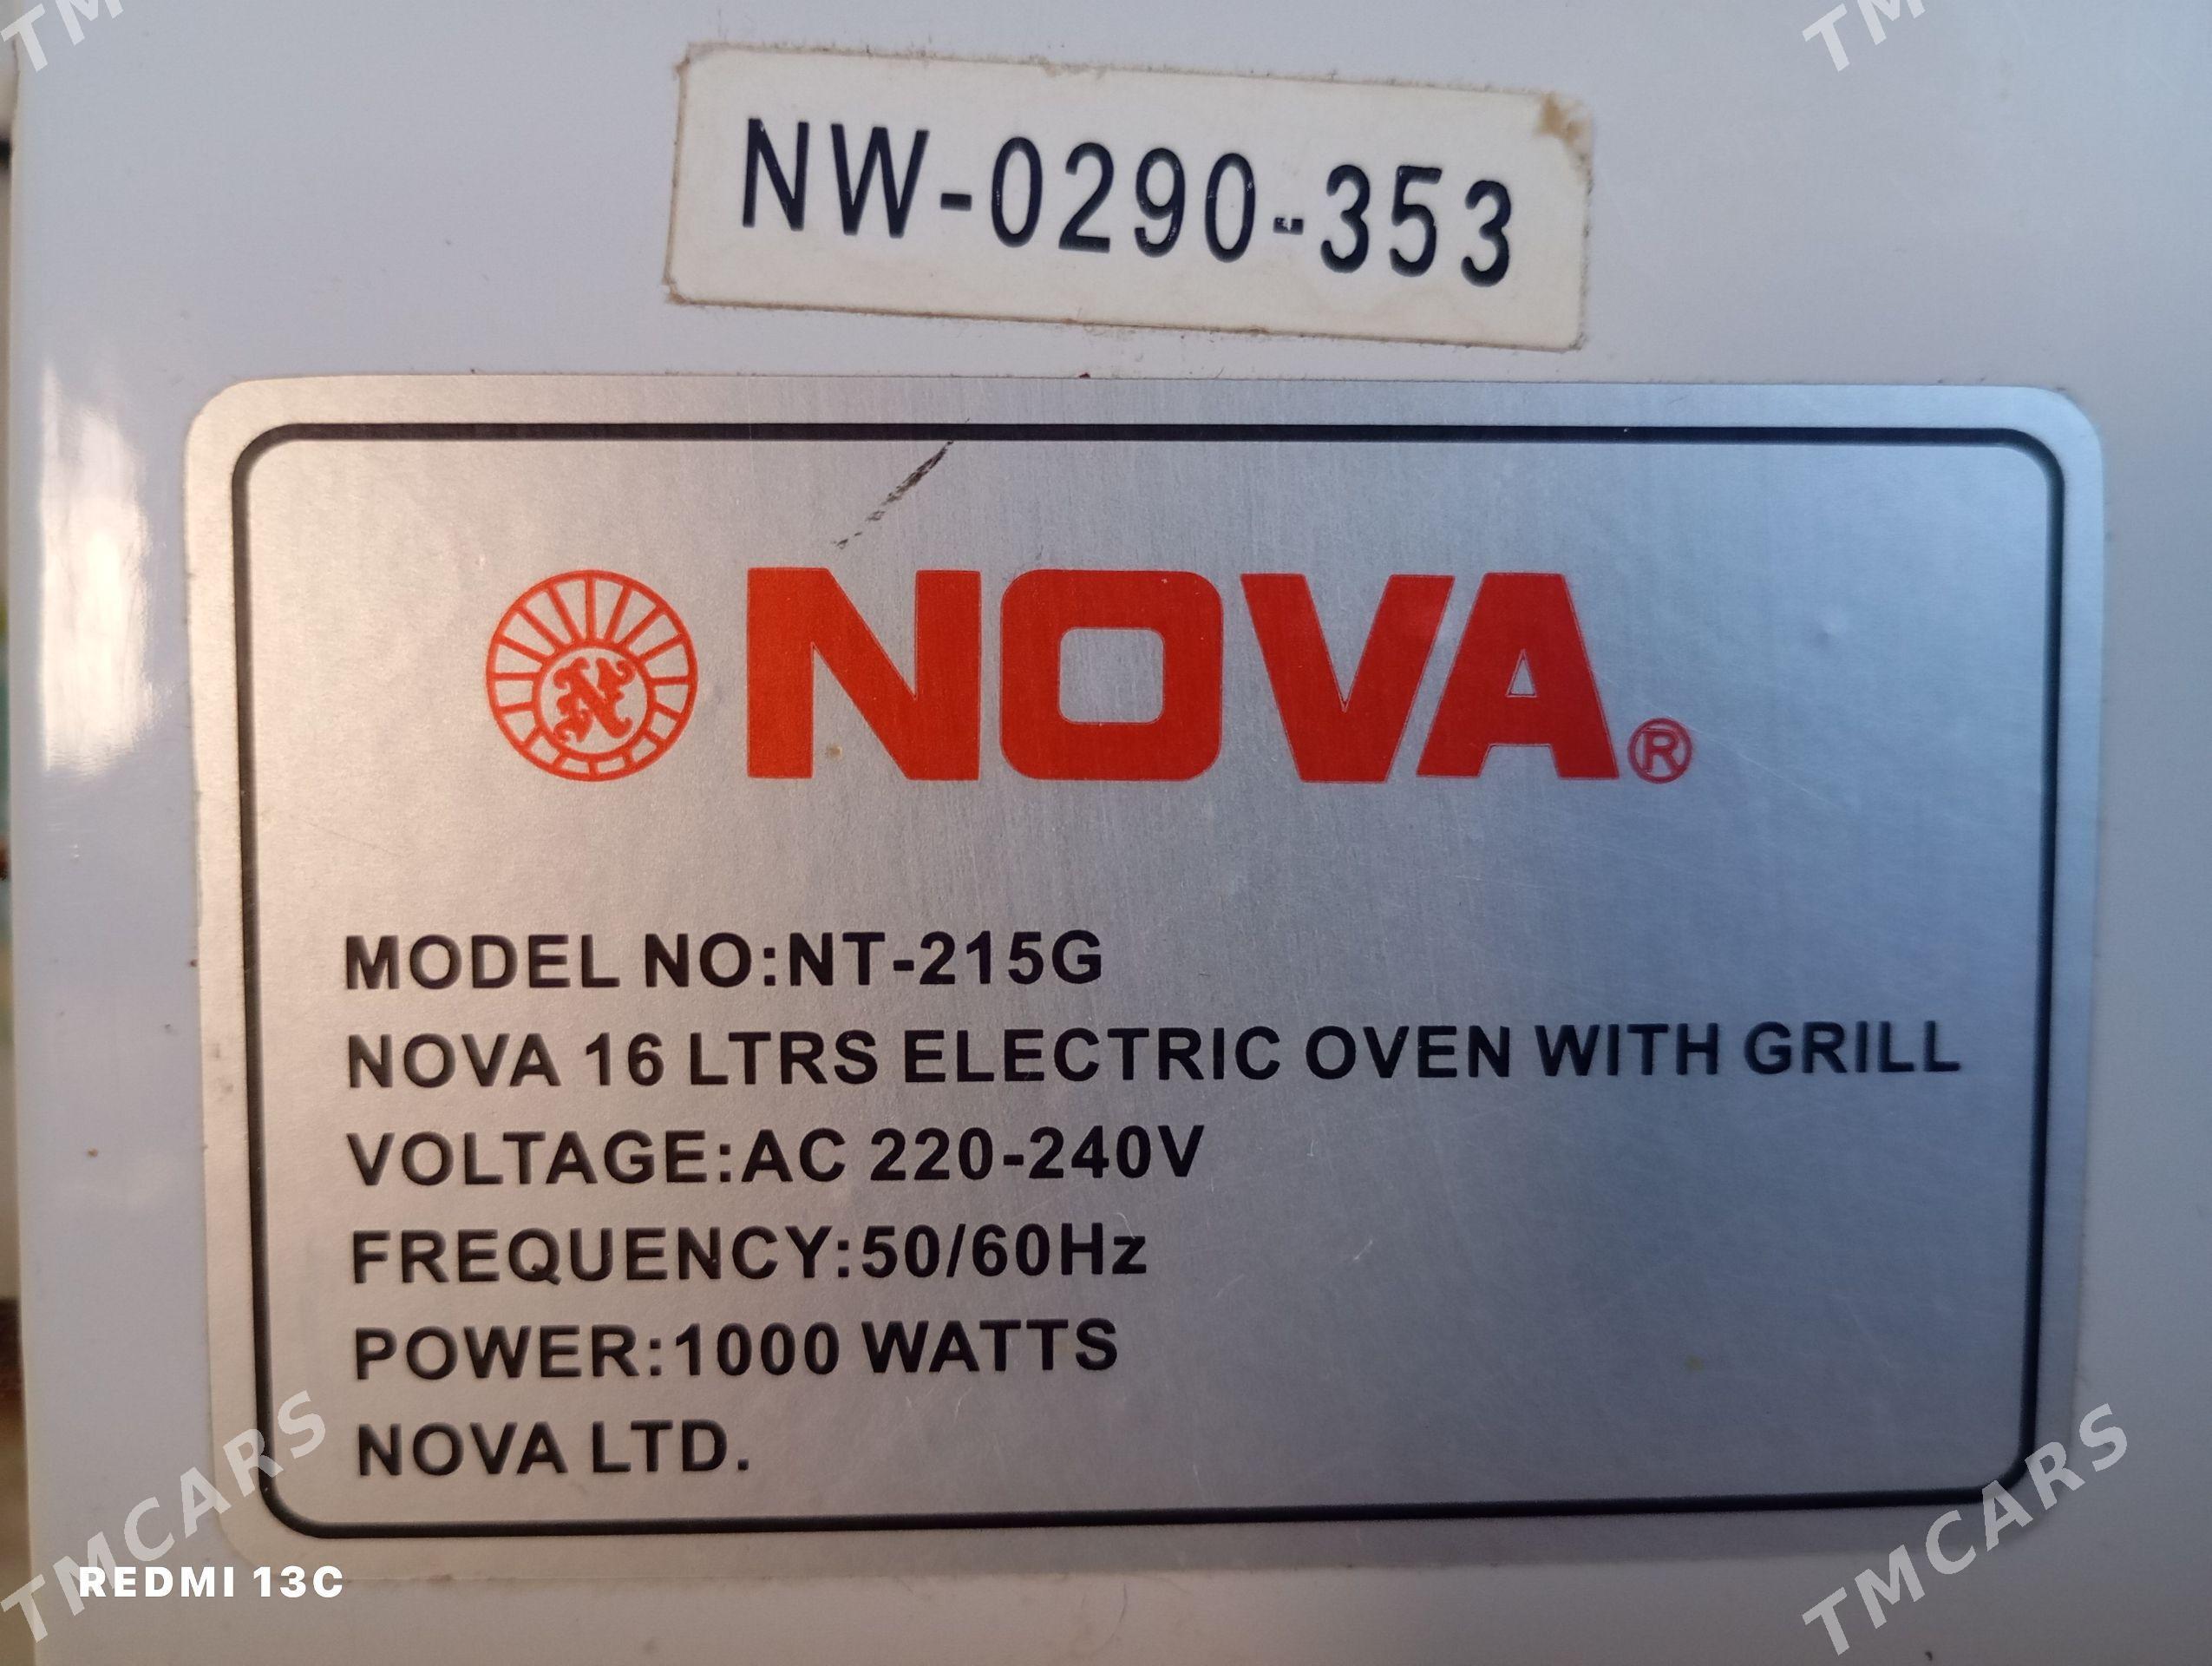 TM
TM
NW-0290-353
N NOVA®
MODEL NO:NT-215G
NOVA 16 LTRS ELECTRIC OVEN WITH GRILL
VOLTAGE:AC 220-240V
FREQUENCY:50/60Hz
POWER:1000 WATTS
NOVA LTD.
TMCARS
TMCARS
REDMI 13C